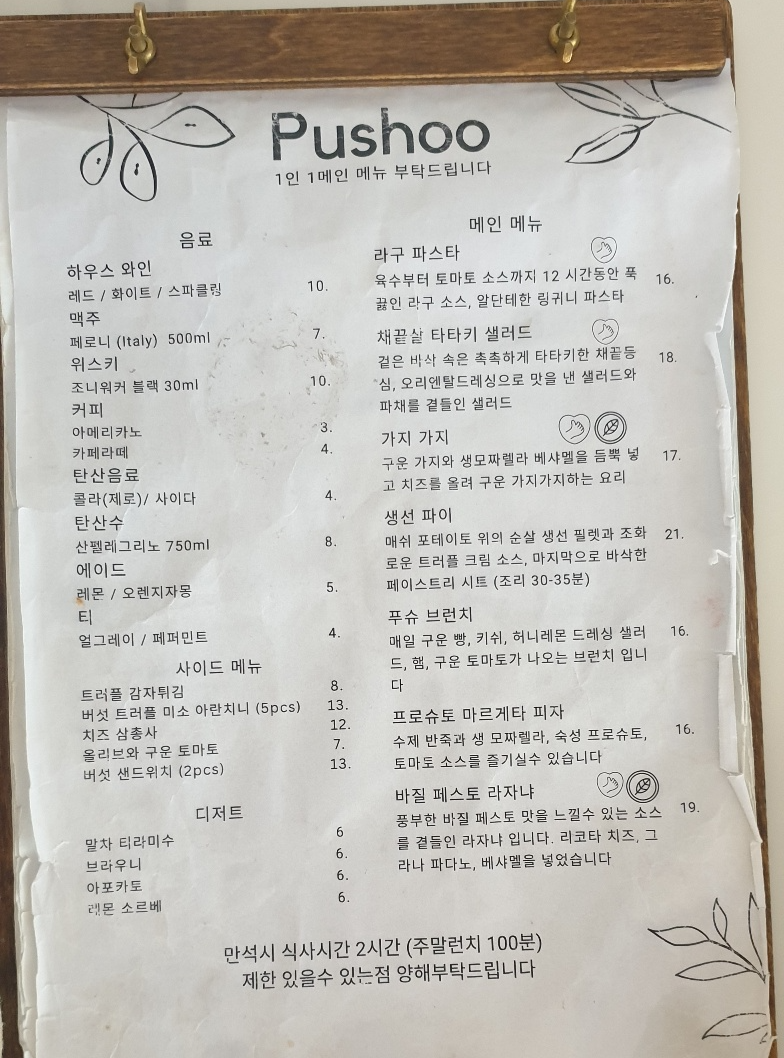 Pushoo
1인 1메인 메뉴 부탁드립니다
음료
하우스 와인
레드 / 화이트 / 스파클링 10.
맥주
페로니 (Italy) 500ml 7.
위스키
조니워커 블랙 30ml 10.
커피
아메리카노 3.
카페라떼 4.
탄산음료
콜라(제로)/ 사이다 4.
탄산수
산펠레그리노 750ml 8.
에이드
레몬 / 오렌지자몽 5.
티
얼그레이 / 페퍼민트 4.
사이드 메뉴
트러플 감자튀김 8.
버섯 트러플 미소 아란치니 (5pcs) 13.
치즈 삼총사 12.
올리브와 구운 토마토 7.
버섯 샌드위치 (2pcs) 13.
디저트
말차 티라미수 6
브라우니 6.
아포카토 6.
레몬 소르베 6.
메인 메뉴
라구 파스타
육수부터 토마토 소스까지 12 시간동안 푹 16.
끓인 라구 소스, 알단테한 링귀니 파스타
채끝살 타타키 샐러드
겉은 바삭 속은 촉촉하게 타타키한 채끝등 18.
심, 오리엔탈드레싱으로 맛을 낸 샐러드와
파채를 곁들인 샐러드
가지 가지
구운 가지와 생모짜렐라 베샤멜을 듬뿍 넣 17.
고 치즈를 올려 구운 가지가지하는 요리
생선 파이
매쉬 포테이토 위의 순살 생선 필렛과 조화 21.
로운 트러플 크림 소스, 마지막으로 바삭한
페이스트리 시트 (조리 30-35분)
푸슈 브런치
매일 구운 빵, 키쉬, 허니레몬 드레싱 샐러 16.
드, 햄, 구운 토마토가 나오는 브런치 입니
다
프로슈토 마르게타 피자
수제 반죽과 생 모짜렐라, 숙성 프로슈토, 16.
토마토 소스를 즐기실수 있습니다
바질 페스토 라자냐
풍부한 바질 페스토 맛을 느낄수 있는 소스 19.
를 곁들인 라자냐 입니다. 리코타 치즈, 그
라나 파다노, 베샤멜을 넣었습니다
만석시 식사시간 2시간 (주말런치 100분)
제한 있을수 있는점 양해부탁드립니다